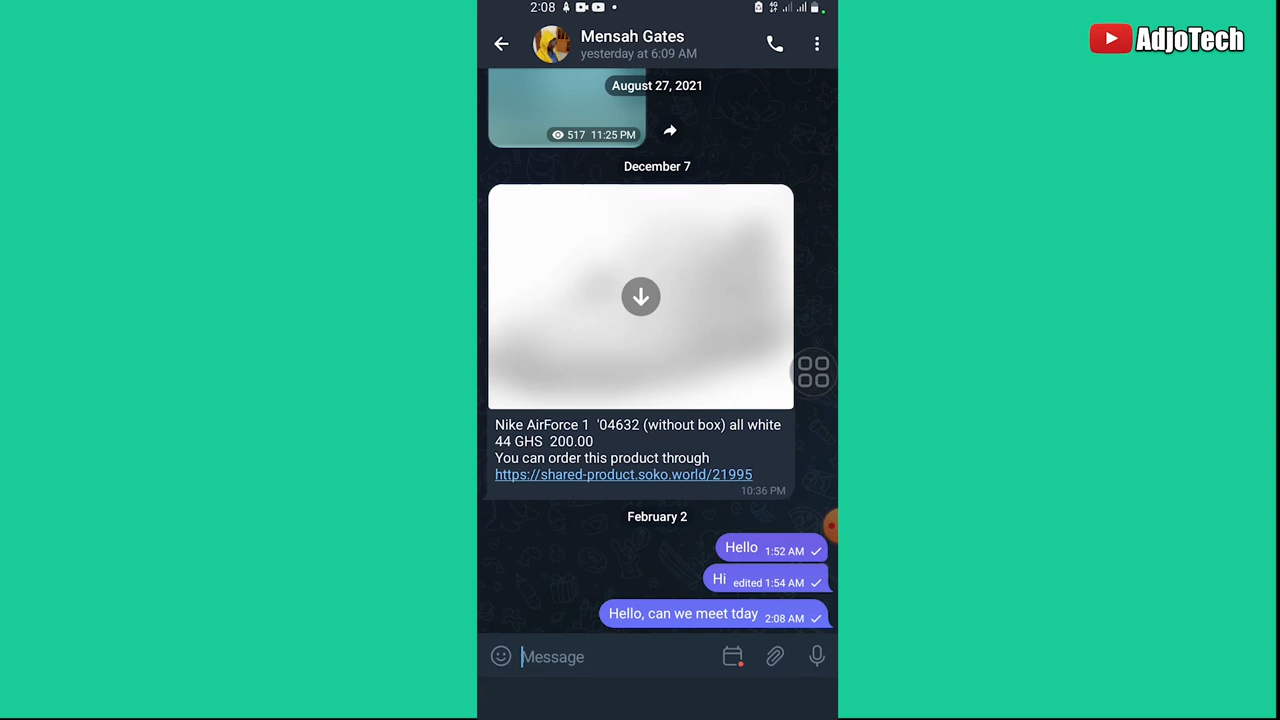 2:08
AdjoTech
Mensah Gates
yesterday at 6:09 AM
August 27, 2021
517 11:25 PM
December 7
Nike AirForce 1 '04632 (without box) all white
44 GHS 200.00
You can order this product through
https://shared-product.soko.world/21995
10:36 PM
February 2
Hello 1:52 AM
Hi edited 1:54 AM
Hello, can we meet tday 2:08 AM
Message